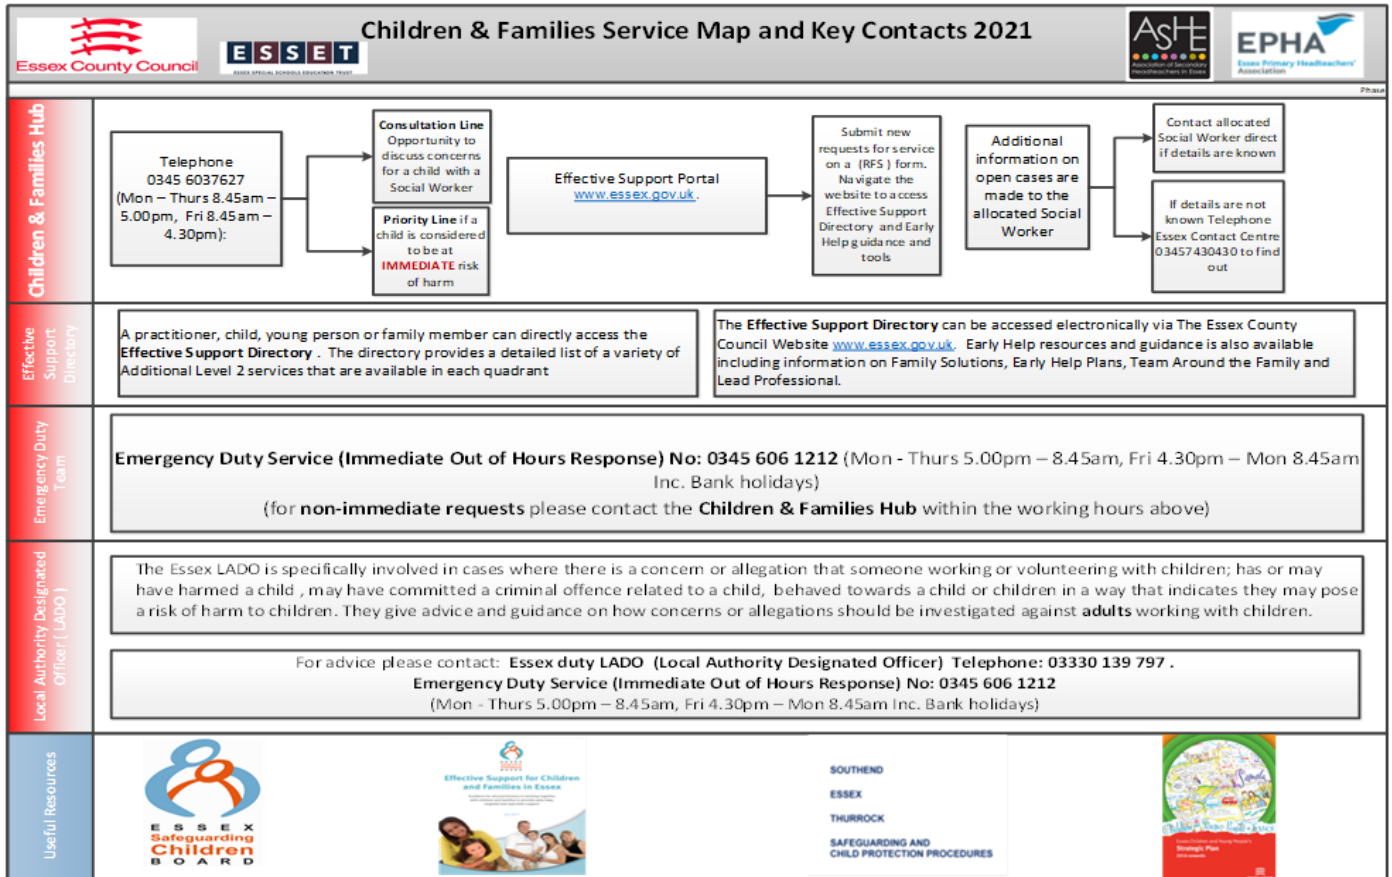 Children & Families Service Map and Key Contacts 2021
Essex County Council
ESSET
ESSEX SPECIAL SCHOOLS EDUCATION TRUST
ASHE
Association of Secondary
Headteachers in Essex
EPHA
Essex Primary Headteachers'
Association
Phase
Children & Families Hub
Telephone
0345 6037627
(Mon – Thurs 8.45am –
5.00pm, Fri 8.45am –
4.30pm):
Consultation Line
Opportunity to
discuss concerns
for a child with a
Social Worker
Priority Line if a
child is considered
to be at
IMMEDIATE risk
of harm
Effective Support Portal
www.essex.gov.uk .
Submit new
requests for service
on a (RFS ) form.
Navigate the
website to access
Effective Support
Directory and Early
Help guidance and
tools
Additional
information on
open cases are
made to the
allocated Social
Worker
Contact allocated
Social Worker direct
if details are known
If details are not
known Telephone
Essex Contact Centre
03457430430 to find
out
Effective
Support
Directory
A practitioner, child, young person or family member can directly access the
Effective Support Directory . The directory provides a detailed list of a variety of
Additional Level 2 services that are available in each quadrant
The Effective Support Directory can be accessed electronically via The Essex County
Council Website www.essex.gov.uk. Early Help resources and guidance is also available
including information on Family Solutions, Early Help Plans, Team Around the Family and
Lead Professional.
Emergency Duty
Team
Emergency Duty Service (Immediate Out of Hours Response) No: 0345 606 1212 (Mon - Thurs 5.00pm – 8.45am, Fri 4.30pm – Mon 8.45am
Inc. Bank holidays)
(for non-immediate requests please contact the Children & Families Hub within the working hours above)
Local Authority Designated
Officer [ LADO )
The Essex LADO is specifically involved in cases where there is a concern or allegation that someone working or volunteering with children; has or may
have harmed a child , may have committed a criminal offence related to a child, behaved towards a child or children in a way that indicates they may pose
a risk of harm to children. They give advice and guidance on how concerns or allegations should be investigated against adults working with children.
For advice please contact: Essex duty LADO (Local Authority Designated Officer) Telephone: 03330 139 797 .
Emergency Duty Service (Immediate Out of Hours Response) No: 0345 606 1212
(Mon - Thurs 5.00pm – 8.45am, Fri 4.30pm – Mon 8.45am Inc. Bank holidays)
Useful Resources
ESSEX
Safeguarding
Children
BOARD
Effective Support for Children
and Families in Essex
SOUTHEND
ESSEX
THURROCK
SAFEGUARDING AND
CHILD PROTECTION PROCEDURES
Essex Children and Young People's
Strategic Plan